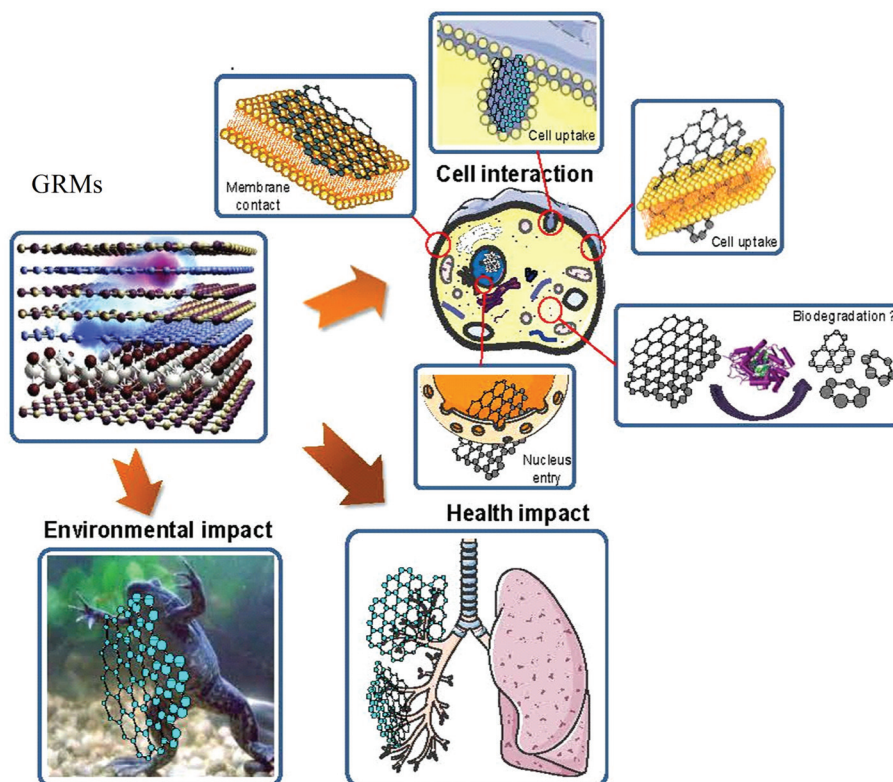 Cell uptake
Membrane
contact
Cell interaction
Cell uptake
GRMs
Biodegradation ?
Nucleus
entry
Environmental impact
Health impact